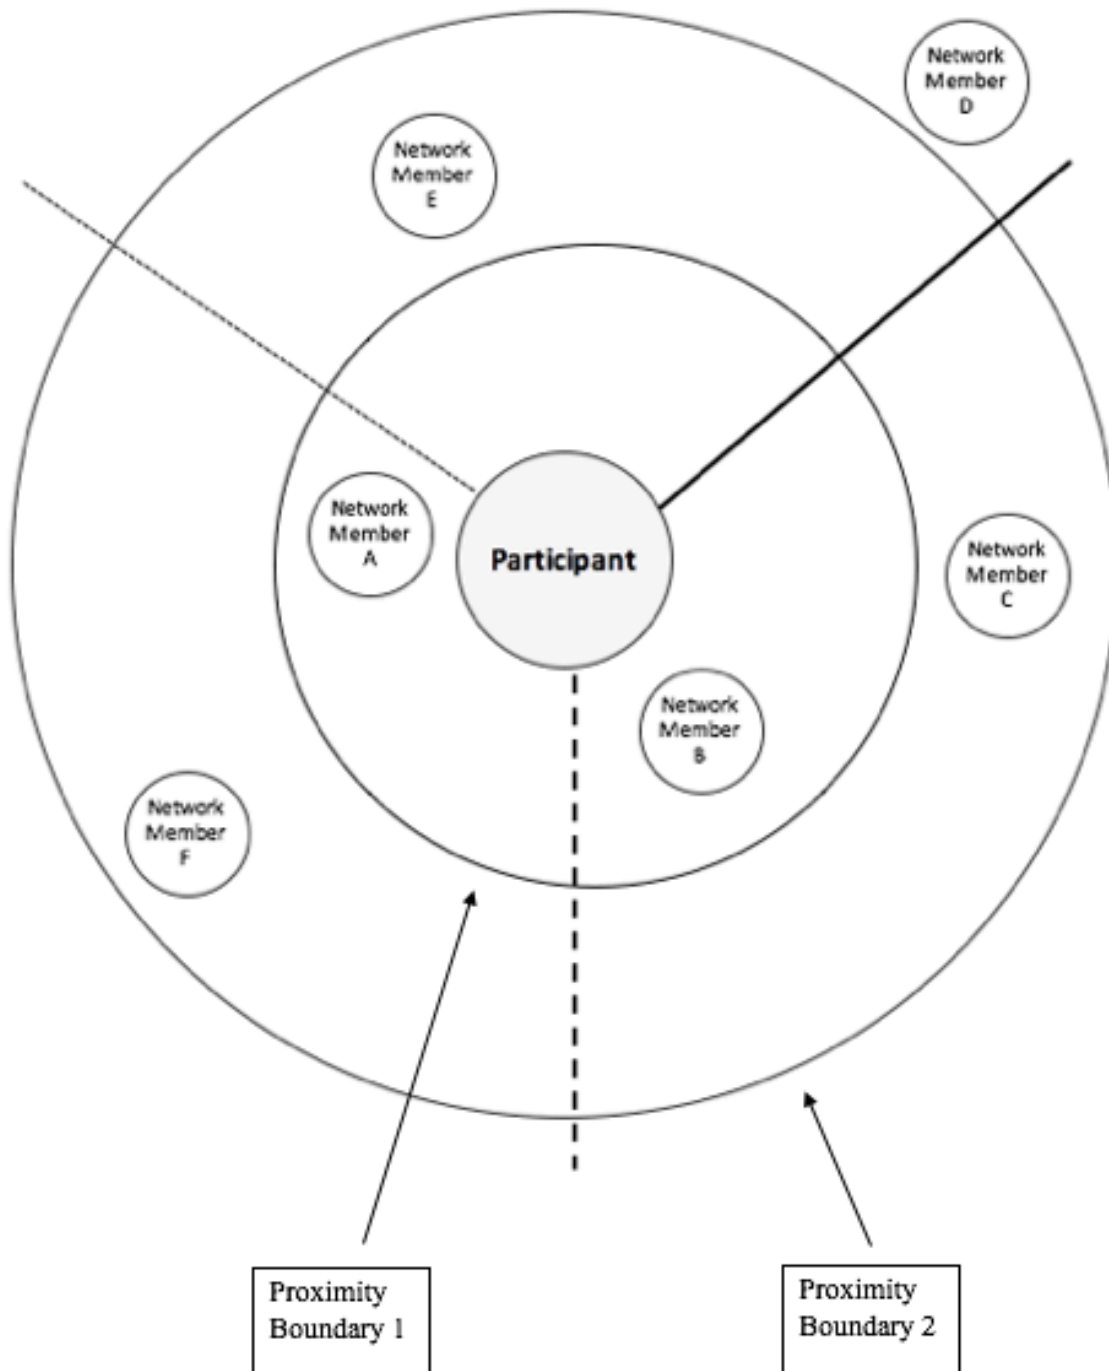 Network
Member
D
Network
Member
E
Network
Member
A
Participant
Network
Member
C
Network
Member
B
Network
Member
F
Proximity
Boundary 1
Proximity
Boundary 2